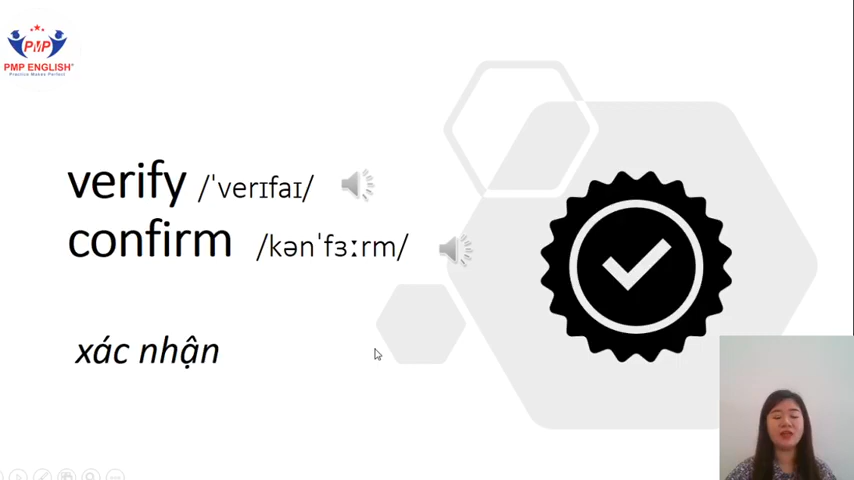 PMP
PMP ENGLISH
Practice Makes Perfect
verify /ˈverɪfaɪ/
confirm /kənˈfɜːrm/
xác nhận